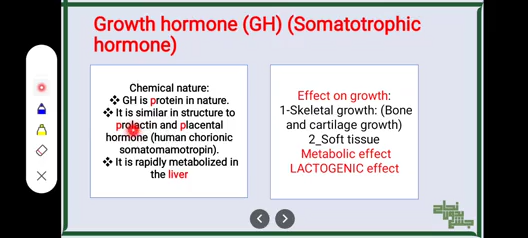 Growth hormone (GH) (Somatotrophic
hormone)
Chemical nature:
❖ GH is protein in nature.
❖ It is similar in structure to
prolactin and placental
hormone (human chorionic
somatomamotropin).
❖ It is rapidly metabolized in
the liver
Effect on growth:
1-Skeletal growth: (Bone
and cartilage growth)
2_Soft tissue
Metabolic effect
LACTOGENIC effect